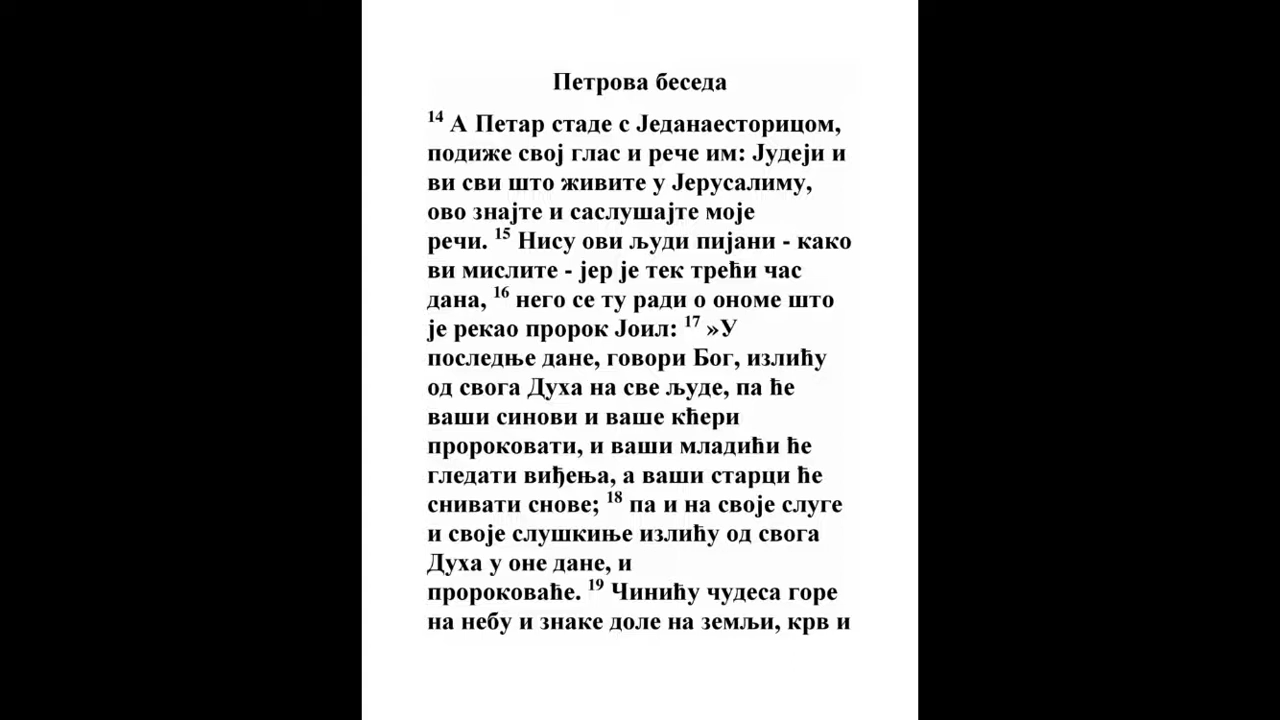 Петрова беседа
14 А Петар стаде с Једанаесторицом,
подиже свој глас и рече им: Јудеји и
ви сви што живите у Јерусалиму,
ово знајте и саслушајте моје
речи. 15 Нису ови људи пијани - како
ви мислите - јер је тек трећи час
дана, 16 него се ту ради о ономе што
је рекао пророк Јоил: 17 »У
последње дане, говори Бог, излићу
од свога Духа на све људе, па ће
ваши синови и ваше кћери
пророковати, и ваши младићи ће
гледати виђења, а ваши старци ће
снивати снове; 18 па и на своје слуге
и своје слушкиње излићу од свога
Духа у оне дане, и
пророковаће. 19 Чинићу чудеса горе
на небу и знаке доле на земљи, крв и